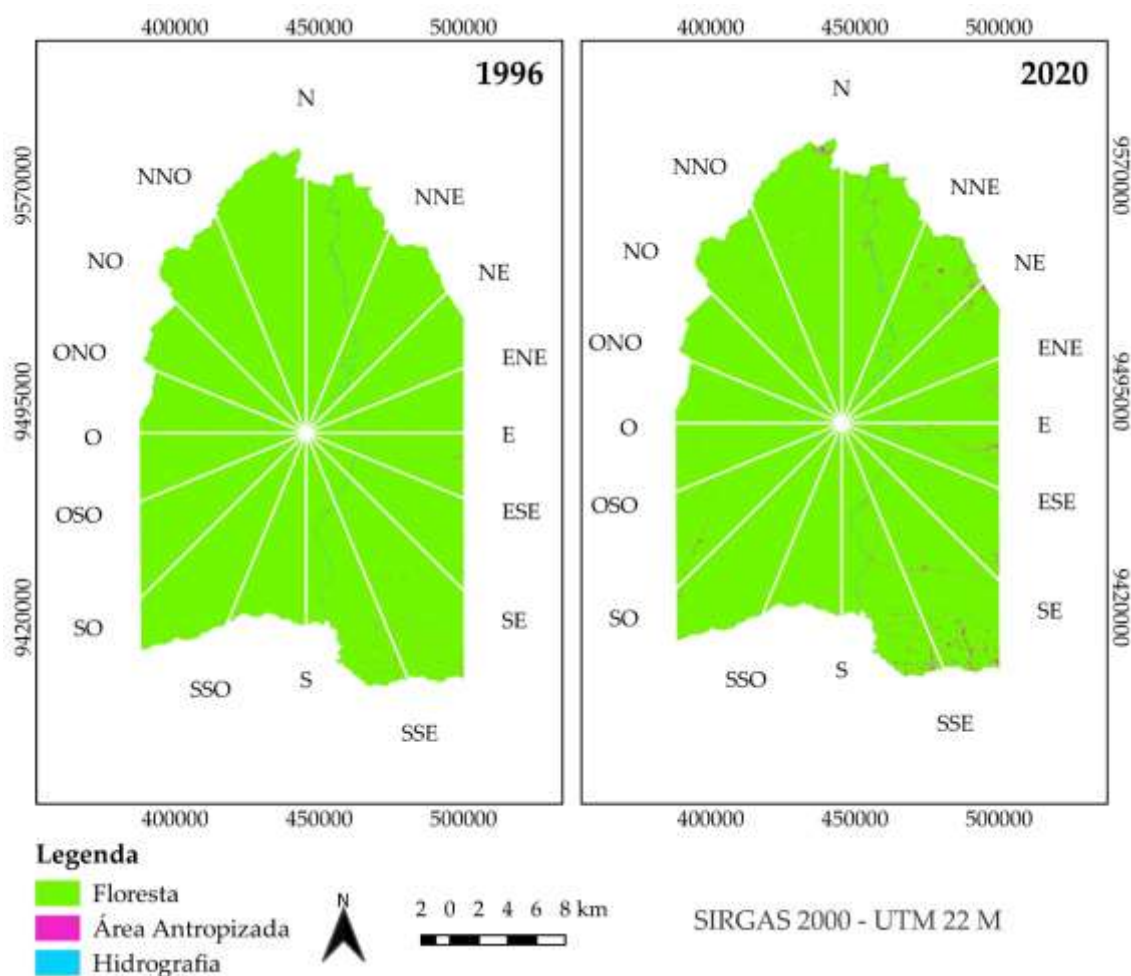 400000 450000 500000
400000 450000 500000
1996
2020
N
NNO
NNE
NO
NE
ONO
ENE
O
E
OSO
ESE
SO
SE
SSO
S
SSE
9570000
9495000
9420000
N
NNO
NNE
NO
NE
ONO
ENE
O
E
OSO
ESE
SO
SE
SSO
S
SSE
9570000
9495000
9420000
400000 450000 500000
400000 450000 500000
Legenda
Floresta
Área Antropizada
Hidrografia
N
2 0 2 4 6 8 km
SIRGAS 2000 - UTM 22 M